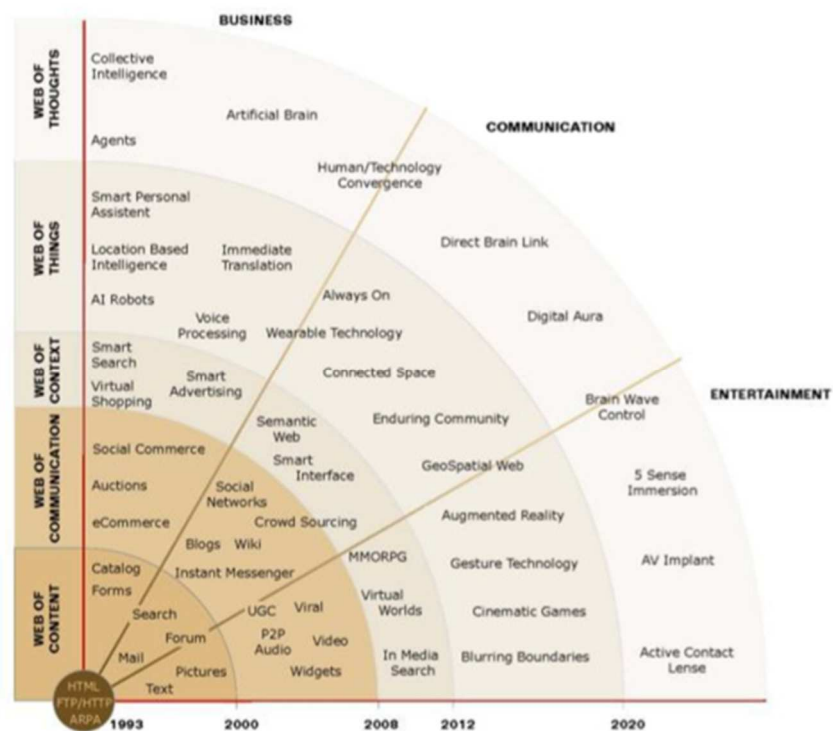 BUSINESS
COMMUNICATION
ENTERTAINMENT
WEB OF
THOUGHTS
Collective
Intelligence
Artificial Brain
Agents
Human/Technology
Convergence
Direct Brain Link
Digital Aura
Brain Wave
Control
5 Sense
Immersion
AV Implant
Active Contact
Lense
WEB OF
THINGS
Smart Personal
Assistent
Location Based
Intelligence
Immediate
Translation
AI Robots
Voice
Processing
Always On
Wearable Technology
Connected Space
Enduring Community
GeoSpatial Web
Augmented Reality
Gesture Technology
Cinematic Games
Blurring Boundaries
WEB OF
CONTEXT
Smart
Search
Virtual
Shopping
Smart
Advertising
Semantic
Web
Smart
Interface
MMORPG
Virtual
Worlds
In Media
Search
WEB OF
COMMUNICATION
Social Commerce
Auctions
eCommerce
Social
Networks
Crowd Sourcing
Blogs
Wiki
Instant Messenger
UGC
Viral
P2P
Audio
Video
Widgets
WEB OF
CONTENT
Catalog
Forms
Search
Forum
Mail
Pictures
Text
HTML
FTP/HTTP
ARPA
1993
2000
2008
2012
2020